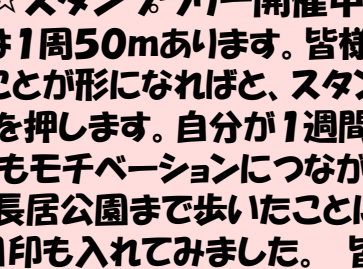 ☆スタンプラリー開催中
は１周５０ｍあります。皆様
ことが形になればと、スタン
を押します。自分が１週間
もモチベーションにつなが
長居公園まで歩いたことに
目印も入れてみました。 皆